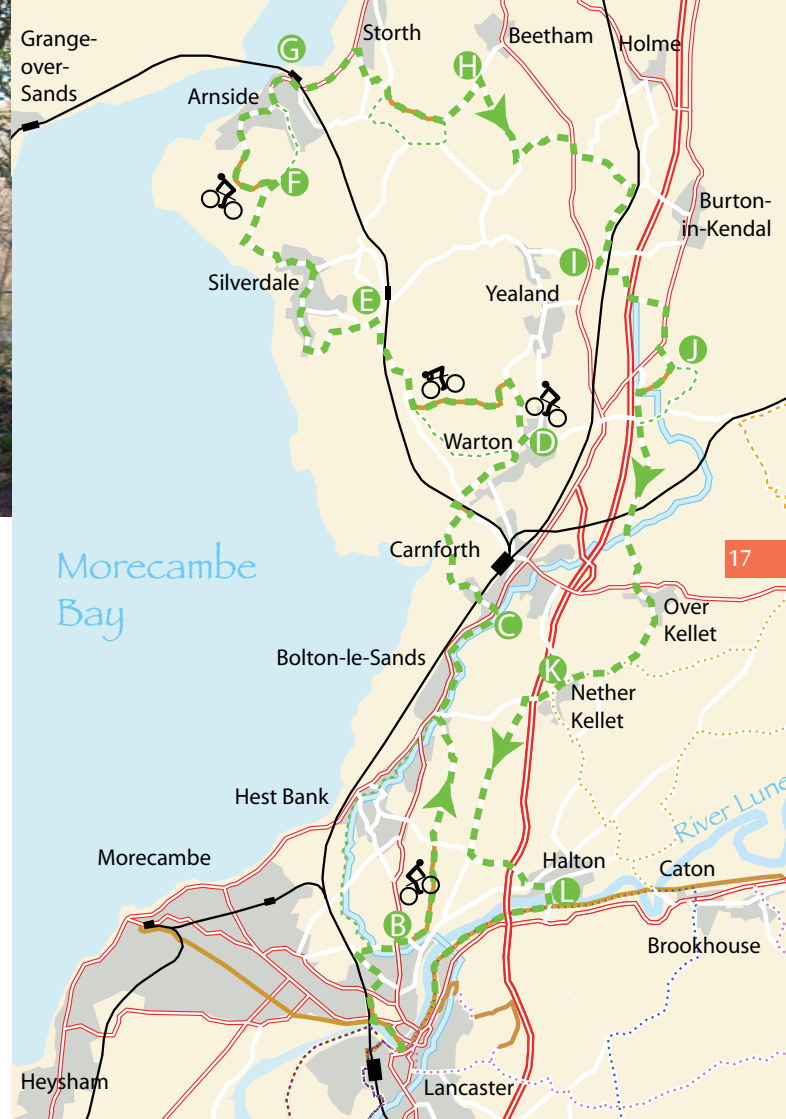 Grange-
over-
Sands
G
Storth
Beetham
Holme
H
Arnside
F
Burton-
in-Kendal
Silverdale
I
E
Yealand
J
Warton
D
Carnforth
17
Morecambe
Bay
Over
Kellet
C
Bolton-le-Sands
K
Nether
Kellet
Hest Bank
River Lune
Morecambe
Halton
Caton
L
B
Brookhouse
Heysham
Lancaster